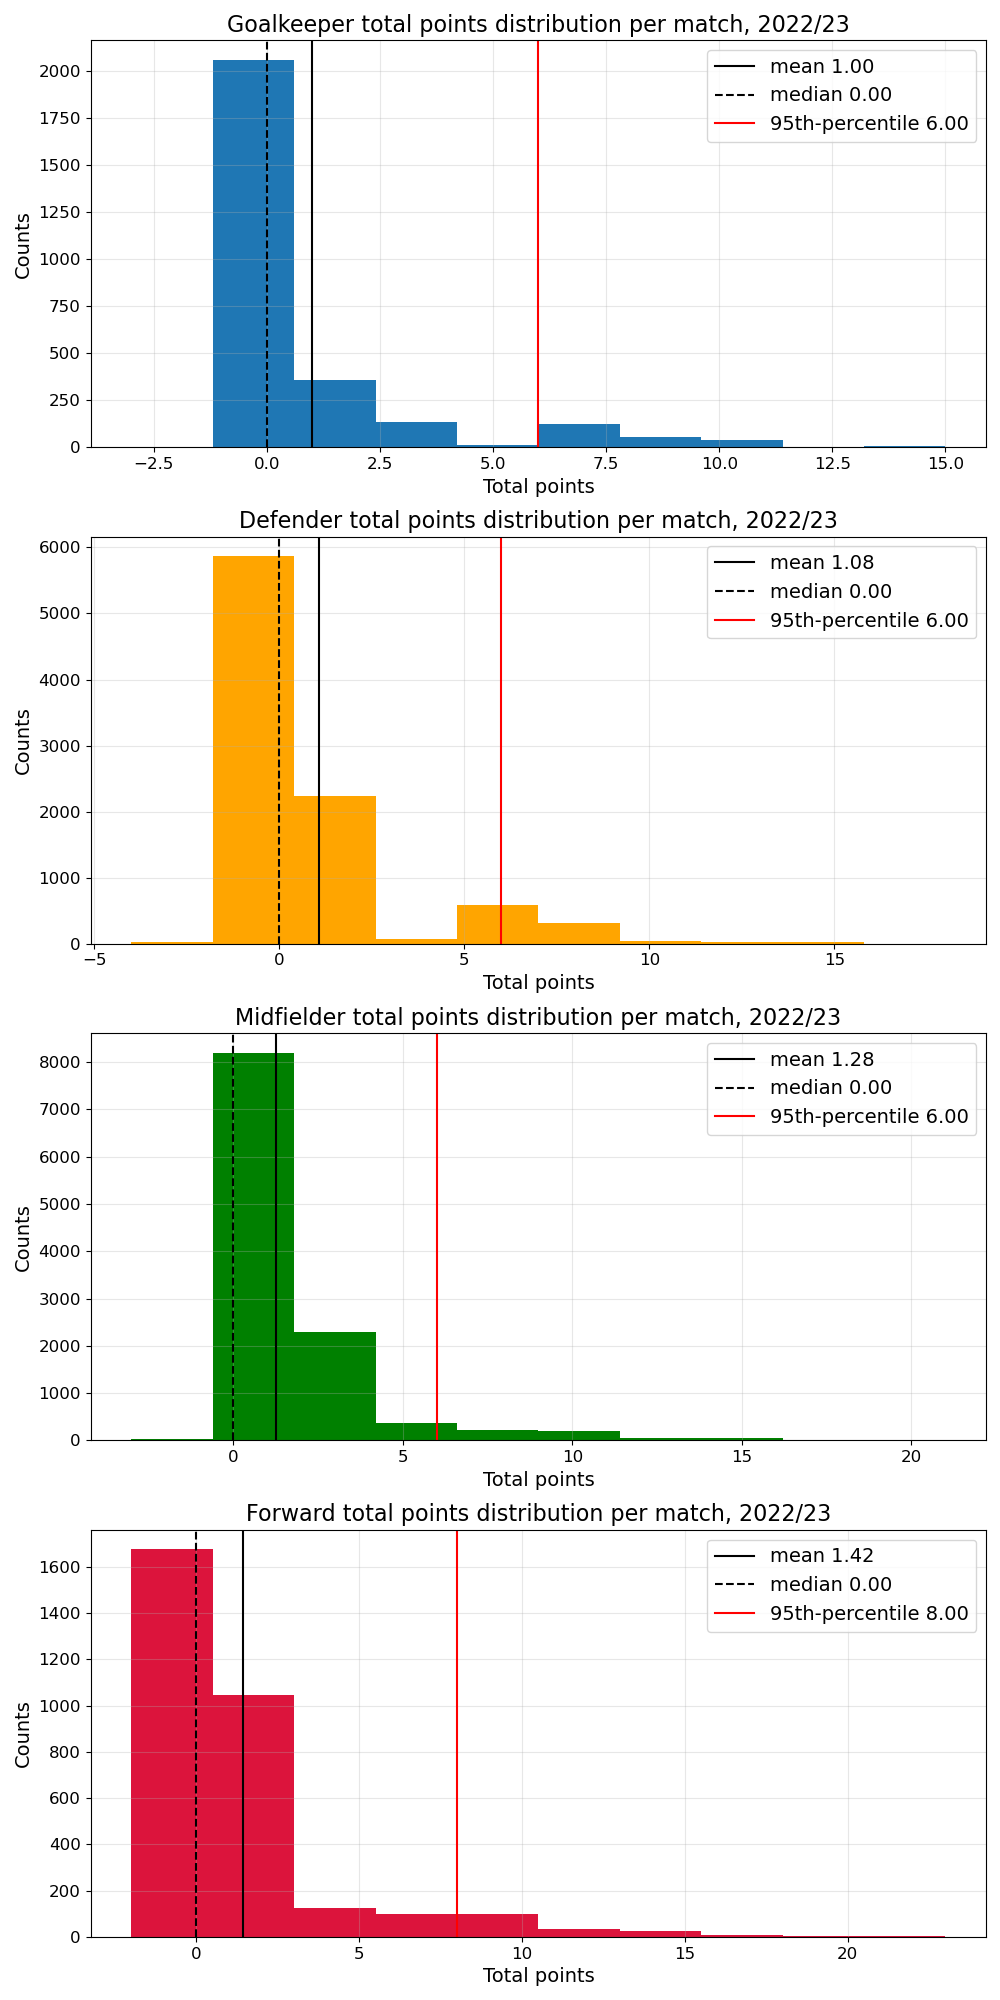 Goalkeeper total points distribution per match, 2022/23
mean 1.00
median 0.00
95th-percentile 6.00
2000
1750
1500
1250
1000
750
500
250
0
Counts
−2.5 0.0 2.5 5.0 7.5 10.0 12.5 15.0
Total points
Defender total points distribution per match, 2022/23
mean 1.08
median 0.00
95th-percentile 6.00
6000
5000
4000
3000
2000
1000
0
Counts
−5 0 5 10 15
Total points
Midfielder total points distribution per match, 2022/23
mean 1.28
median 0.00
95th-percentile 6.00
8000
7000
6000
5000
4000
3000
2000
1000
0
Counts
0 5 10 15 20
Total points
Forward total points distribution per match, 2022/23
mean 1.42
median 0.00
95th-percentile 8.00
1600
1400
1200
1000
800
600
400
200
0
Counts
0 5 10 15 20
Total points